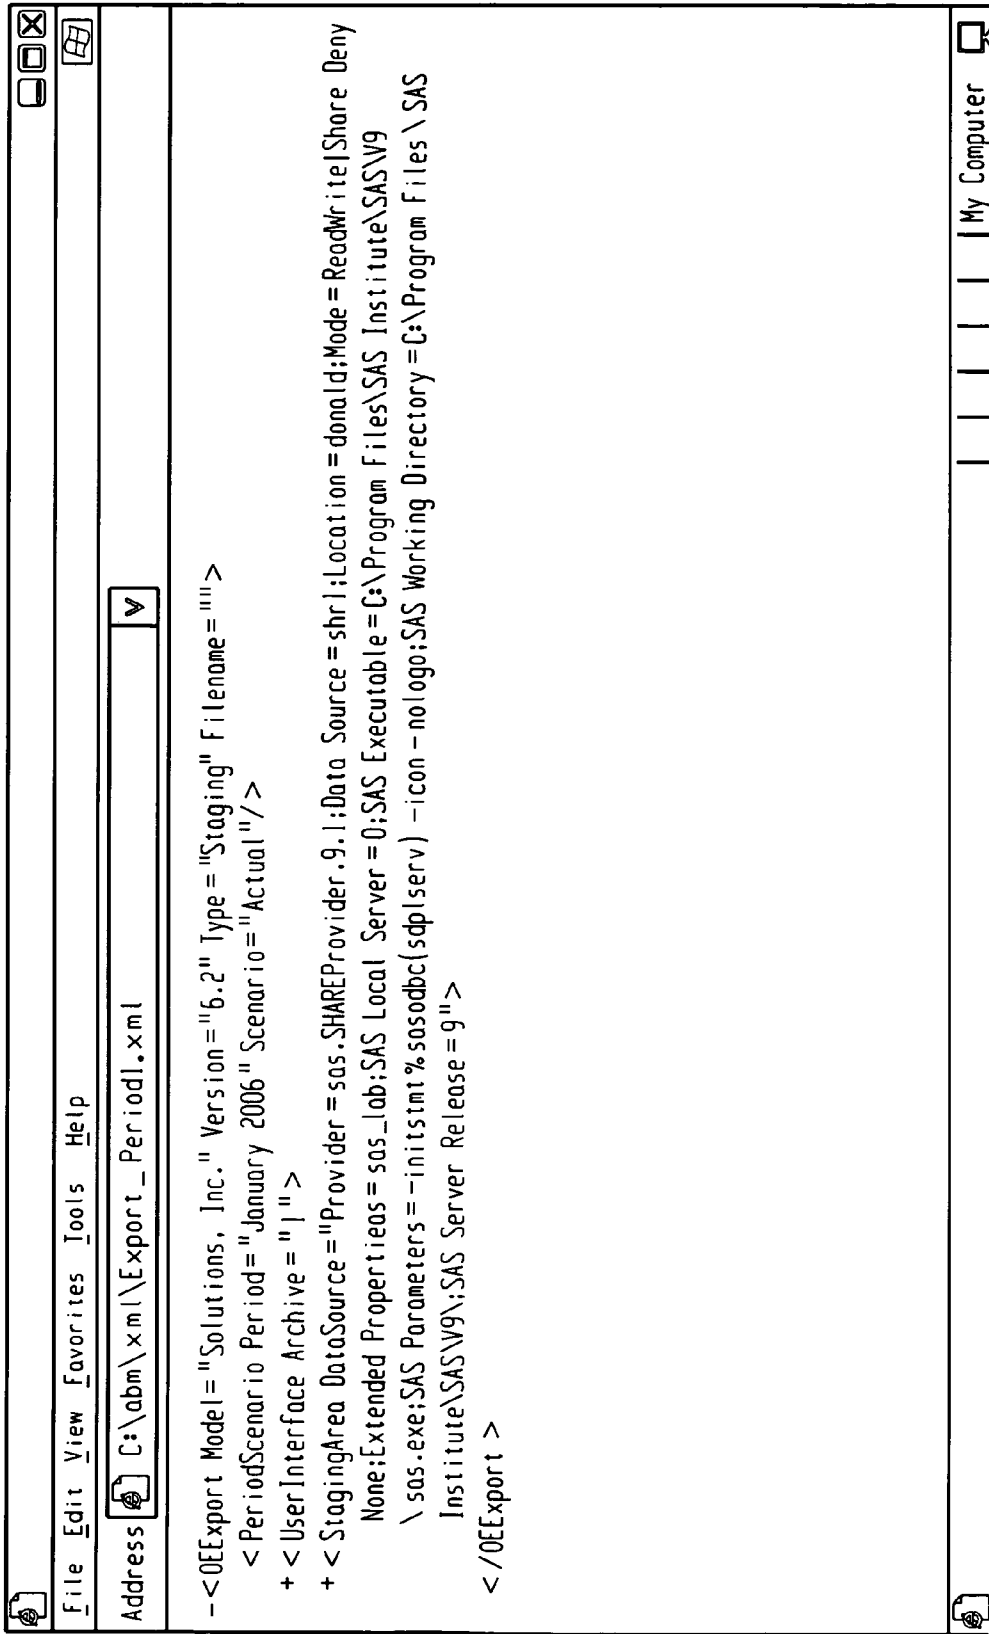 File Edit View Favorites Tools Help
Address C:\abm\xml\Export_Period1.xml
-<OEExport Model="Solutions, Inc." Version="6.2" Type="Staging" Filename="">
<PeriodScenario Period="January 2006" Scenario="Actual"/>
+ <UserInterface Archive="1">
+ <StagingArea DataSource="Provider=sas.SHAREProvider.9.1;Data Source=shr1;Location=donald;Mode=ReadWrite|Share Deny
None;Extended Propertieas=sas_lab;SAS Local Server=0;SAS Executable=C:\Program Files\SAS Institute\SAS\V9
\sas.exe;SAS Parameters=-initstmt%sasodbc(sdplserv) -icon-nologo;SAS Working Directory=C:\Program Files\SAS
Institute\SAS\V9\;SAS Server Release=9">
</OEExport>
My Computer